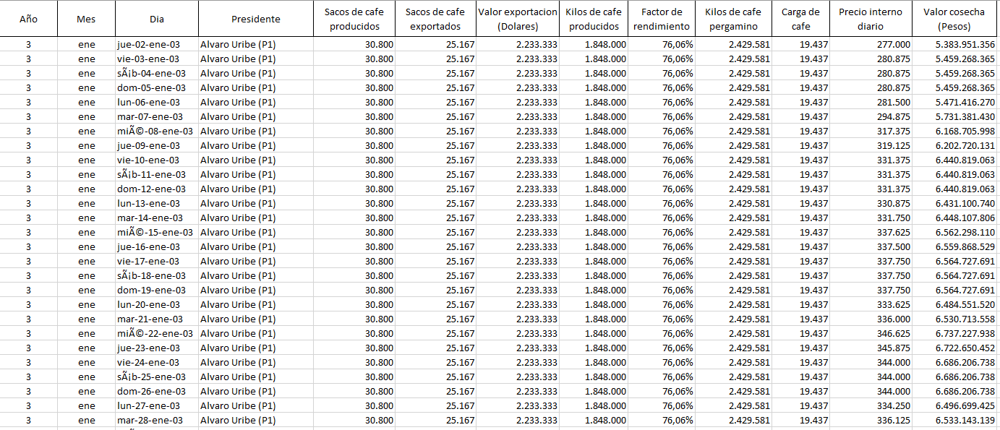 Año Mes Dia Presidente Sacos de cafe producidos Sacos de cafe exportados Valor exportacion (Dolares) Kilos de cafe producidos Factor de rendimiento Kilos de cafe pergamino Carga de cafe Precio interno diario Valor cosecha (Pesos)
3 ene jue-02-ene-03 Alvaro Uribe (P1) 30.800 25.167 2.233.333 1.848.000 76,06% 2.429.581 19.437 277.000 5.383.951.356
3 ene vie-03-ene-03 Alvaro Uribe (P1) 30.800 25.167 2.233.333 1.848.000 76,06% 2.429.581 19.437 280.875 5.459.268.365
3 ene sÃ¡b-04-ene-03 Alvaro Uribe (P1) 30.800 25.167 2.233.333 1.848.000 76,06% 2.429.581 19.437 280.875 5.459.268.365
3 ene dom-05-ene-03 Alvaro Uribe (P1) 30.800 25.167 2.233.333 1.848.000 76,06% 2.429.581 19.437 280.875 5.459.268.365
3 ene lun-06-ene-03 Alvaro Uribe (P1) 30.800 25.167 2.233.333 1.848.000 76,06% 2.429.581 19.437 281.500 5.471.416.270
3 ene mar-07-ene-03 Alvaro Uribe (P1) 30.800 25.167 2.233.333 1.848.000 76,06% 2.429.581 19.437 294.875 5.731.381.430
3 ene miÃ©-08-ene-03 Alvaro Uribe (P1) 30.800 25.167 2.233.333 1.848.000 76,06% 2.429.581 19.437 317.375 6.168.705.998
3 ene jue-09-ene-03 Alvaro Uribe (P1) 30.800 25.167 2.233.333 1.848.000 76,06% 2.429.581 19.437 319.125 6.202.720.131
3 ene vie-10-ene-03 Alvaro Uribe (P1) 30.800 25.167 2.233.333 1.848.000 76,06% 2.429.581 19.437 331.375 6.440.819.063
3 ene sÃ¡b-11-ene-03 Alvaro Uribe (P1) 30.800 25.167 2.233.333 1.848.000 76,06% 2.429.581 19.437 331.375 6.440.819.063
3 ene dom-12-ene-03 Alvaro Uribe (P1) 30.800 25.167 2.233.333 1.848.000 76,06% 2.429.581 19.437 331.375 6.440.819.063
3 ene lun-13-ene-03 Alvaro Uribe (P1) 30.800 25.167 2.233.333 1.848.000 76,06% 2.429.581 19.437 330.875 6.431.100.740
3 ene mar-14-ene-03 Alvaro Uribe (P1) 30.800 25.167 2.233.333 1.848.000 76,06% 2.429.581 19.437 331.750 6.448.107.806
3 ene miÃ©-15-ene-03 Alvaro Uribe (P1) 30.800 25.167 2.233.333 1.848.000 76,06% 2.429.581 19.437 337.625 6.562.298.110
3 ene jue-16-ene-03 Alvaro Uribe (P1) 30.800 25.167 2.233.333 1.848.000 76,06% 2.429.581 19.437 337.500 6.559.868.529
3 ene vie-17-ene-03 Alvaro Uribe (P1) 30.800 25.167 2.233.333 1.848.000 76,06% 2.429.581 19.437 337.750 6.564.727.691
3 ene sÃ¡b-18-ene-03 Alvaro Uribe (P1) 30.800 25.167 2.233.333 1.848.000 76,06% 2.429.581 19.437 337.750 6.564.727.691
3 ene dom-19-ene-03 Alvaro Uribe (P1) 30.800 25.167 2.233.333 1.848.000 76,06% 2.429.581 19.437 337.750 6.564.727.691
3 ene lun-20-ene-03 Alvaro Uribe (P1) 30.800 25.167 2.233.333 1.848.000 76,06% 2.429.581 19.437 333.625 6.484.551.520
3 ene mar-21-ene-03 Alvaro Uribe (P1) 30.800 25.167 2.233.333 1.848.000 76,06% 2.429.581 19.437 336.000 6.530.713.558
3 ene miÃ©-22-ene-03 Alvaro Uribe (P1) 30.800 25.167 2.233.333 1.848.000 76,06% 2.429.581 19.437 346.625 6.737.227.938
3 ene jue-23-ene-03 Alvaro Uribe (P1) 30.800 25.167 2.233.333 1.848.000 76,06% 2.429.581 19.437 345.875 6.722.650.452
3 ene vie-24-ene-03 Alvaro Uribe (P1) 30.800 25.167 2.233.333 1.848.000 76,06% 2.429.581 19.437 344.000 6.686.206.738
3 ene sÃ¡b-25-ene-03 Alvaro Uribe (P1) 30.800 25.167 2.233.333 1.848.000 76,06% 2.429.581 19.437 344.000 6.686.206.738
3 ene dom-26-ene-03 Alvaro Uribe (P1) 30.800 25.167 2.233.333 1.848.000 76,06% 2.429.581 19.437 344.000 6.686.206.738
3 ene lun-27-ene-03 Alvaro Uribe (P1) 30.800 25.167 2.233.333 1.848.000 76,06% 2.429.581 19.437 334.250 6.496.699.425
3 ene mar-28-ene-03 Alvaro Uribe (P1) 30.800 25.167 2.233.333 1.848.000 76,06% 2.429.581 19.437 336.125 6.533.143.139